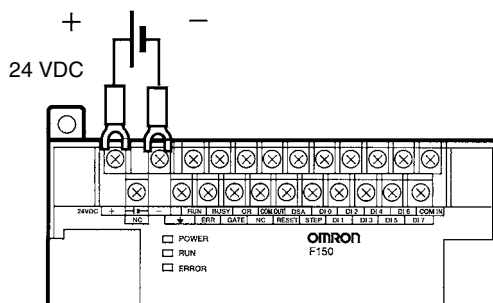 + −
24 VDC
24VDC + − RUN BUSY OR COM OUT DSA DI 0 DI 2 DI 4 DI 6 COM IN
NC ERR GATE NC RESET STEP DI 1 DI 3 DI 5 DI 7
POWER
RUN
ERROR
OMRON
F150